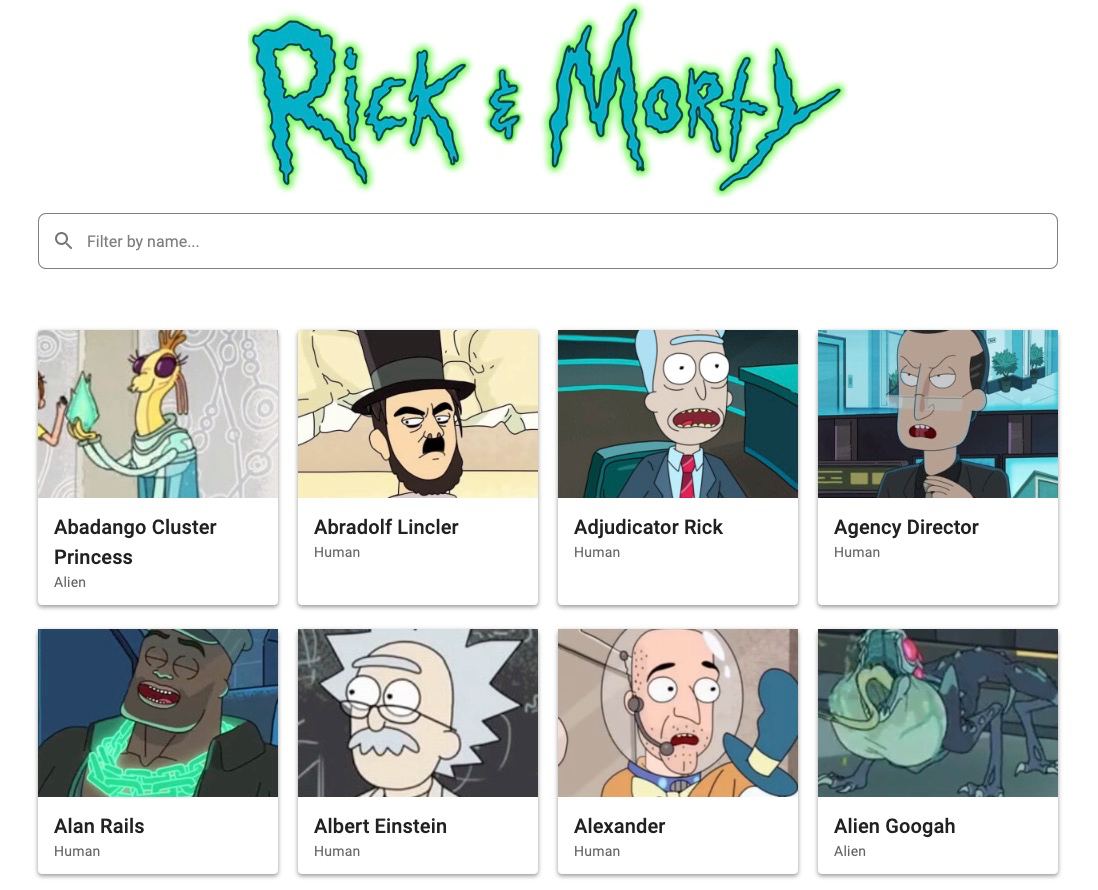 Rick & Morty
Filter by name...
Abadango Cluster
Princess
Alien
Abradolf Lincler
Human
Adjudicator Rick
Human
Agency Director
Human
Alan Rails
Human
Albert Einstein
Human
Alexander
Human
Alien Googah
Alien